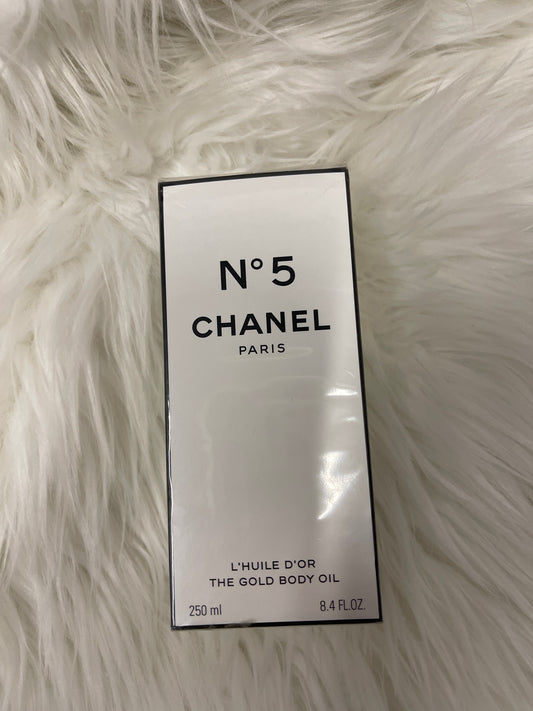 N° 5
CHANEL
PARIS
L'HUILE D'OR
THE GOLD BODY OIL
250 ml 8.4 FL.OZ.